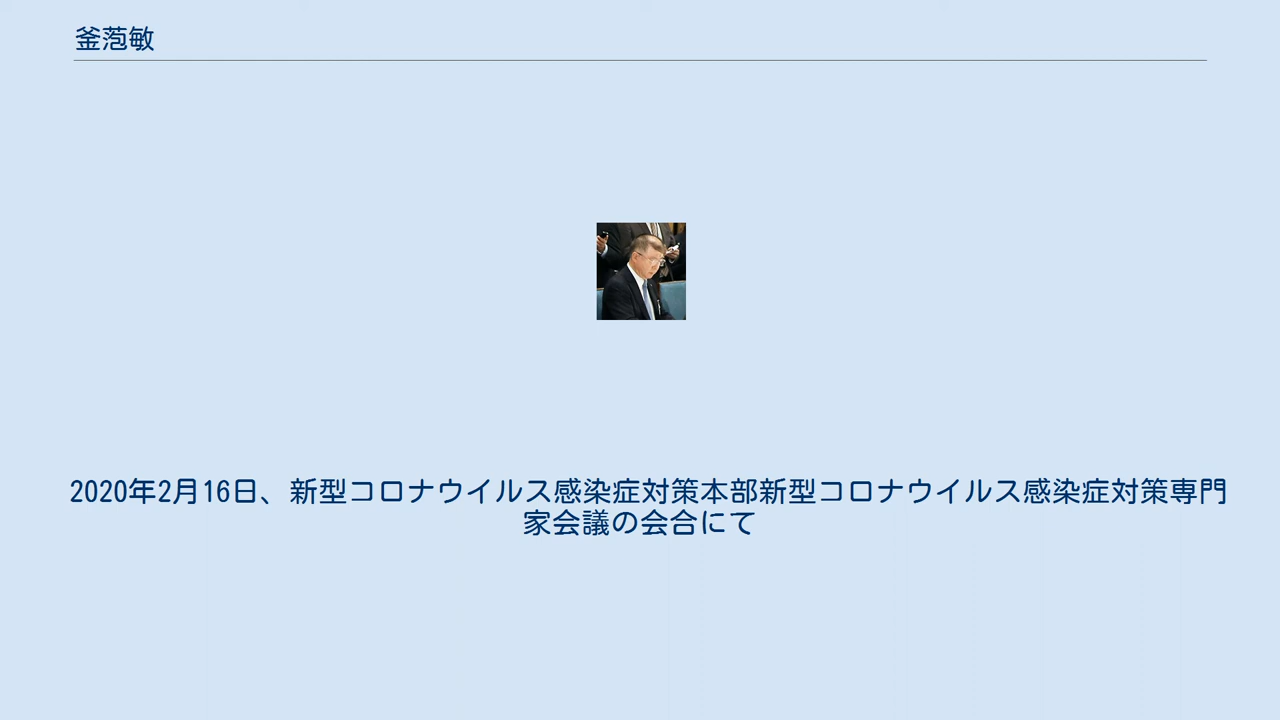 釜萢敏
2020年2月16日、新型コロナウイルス感染症対策本部新型コロナウイルス感染症対策専門
家会議の会合にて